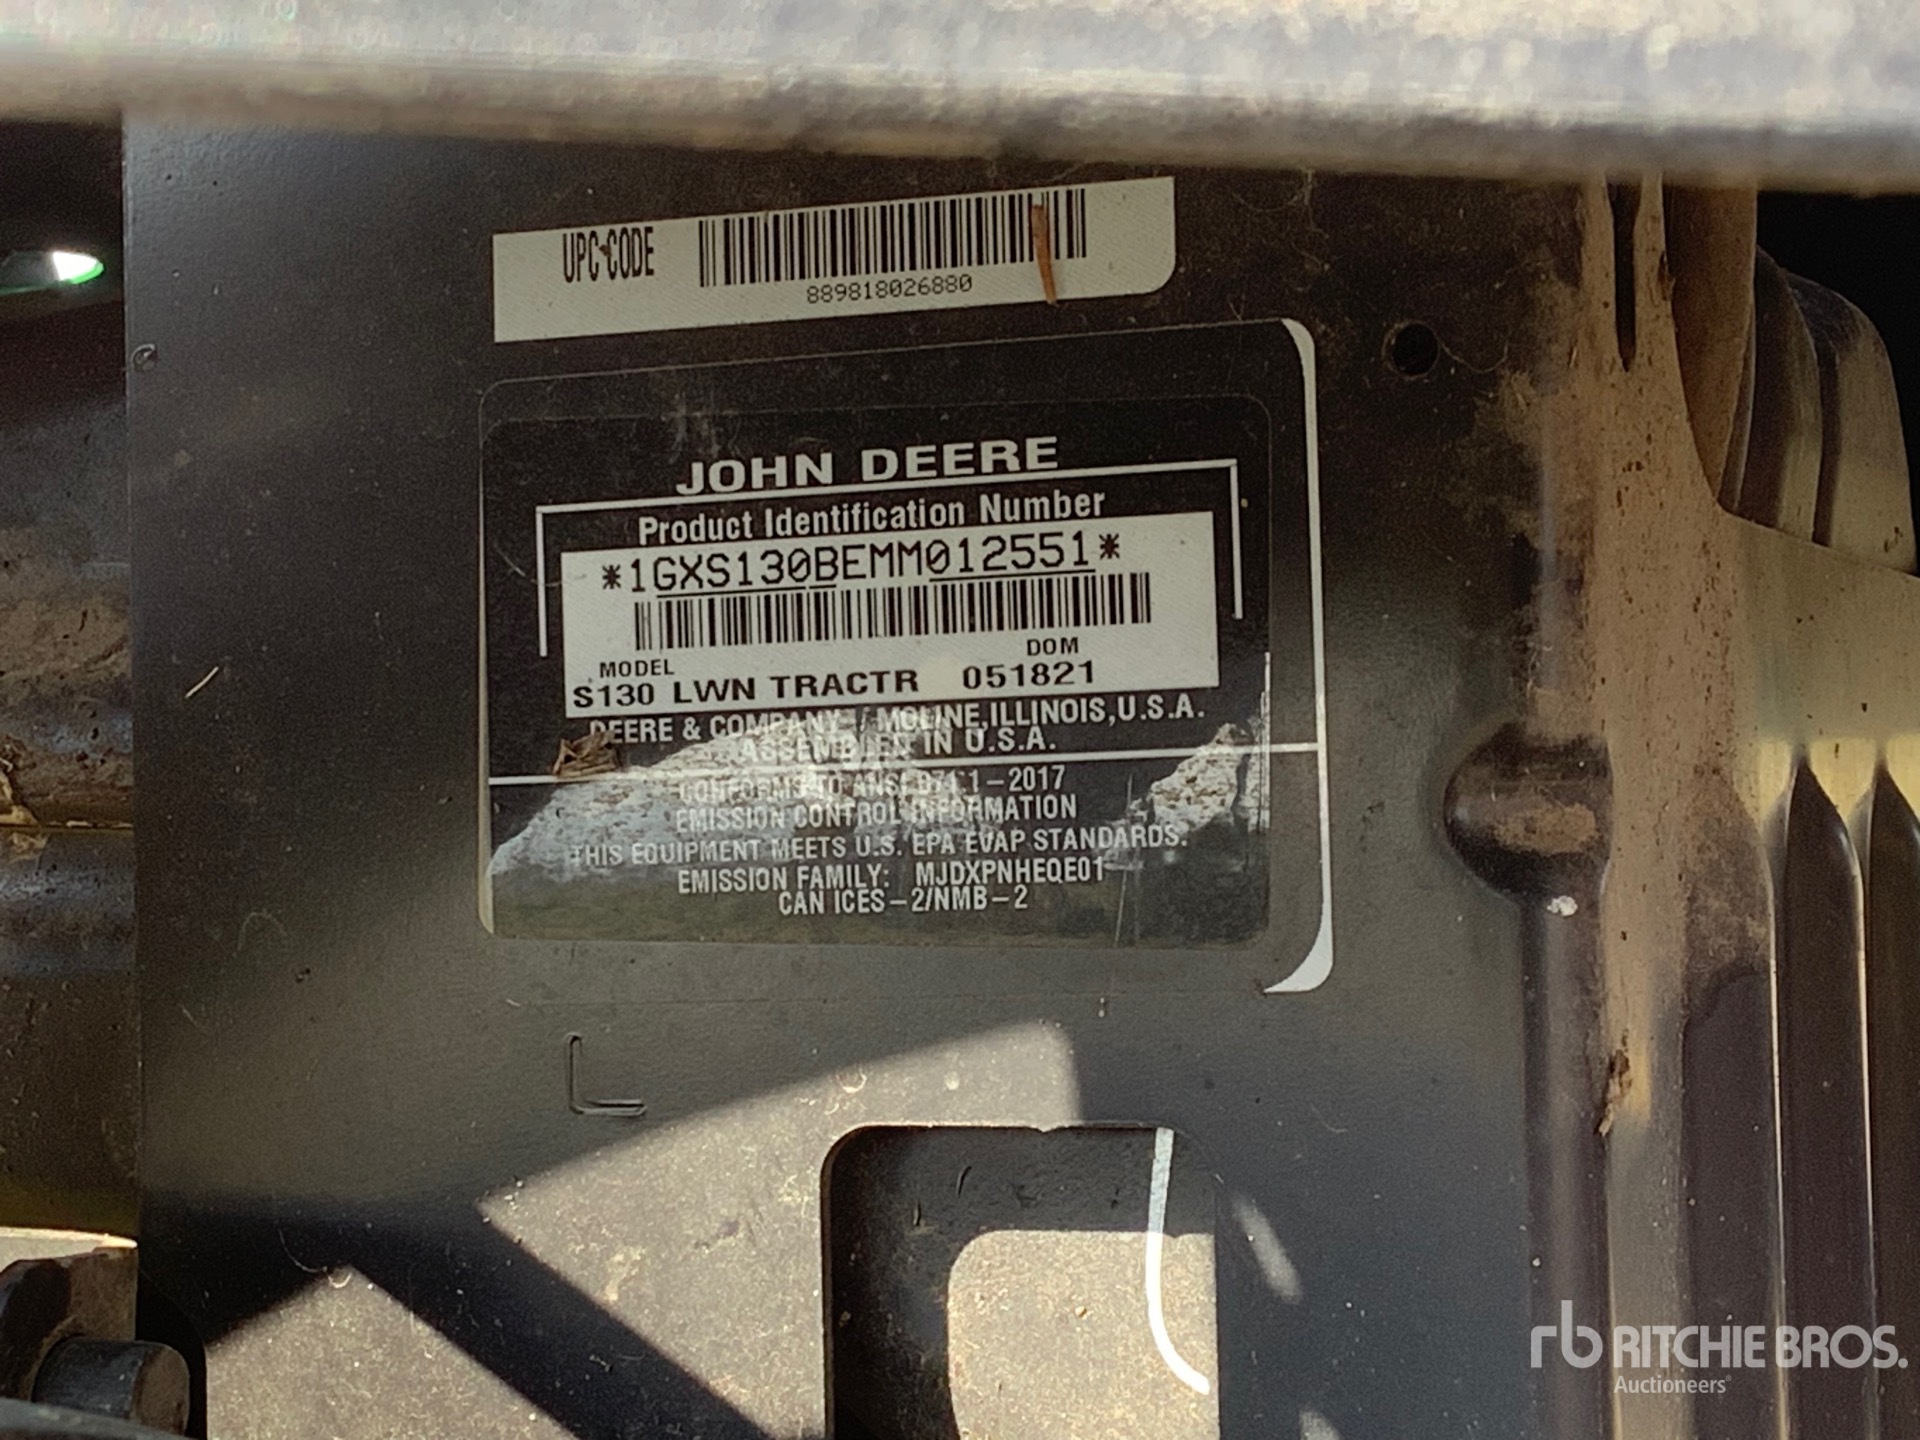 UPC CODE
889818026880
JOHN DEERE
Product Identification Number
*1GXS130BEMM012551*
MODEL DOM
S130 LWN TRACTR 051821
DEERE & COMPANY / MOLINE,ILLINOIS,U.S.A.
ASSEMBLED IN U.S.A.
CONFORMS TO ANSI B71.1-2017
EMISSION CONTROL INFORMATION
THIS EQUIPMENT MEETS U.S. EPA EVAP STANDARDS.
EMISSION FAMILY: MJDXPNHEQE01
CAN ICES-2/NMB-2
L
rb RITCHIE BROS.
Auctioneers